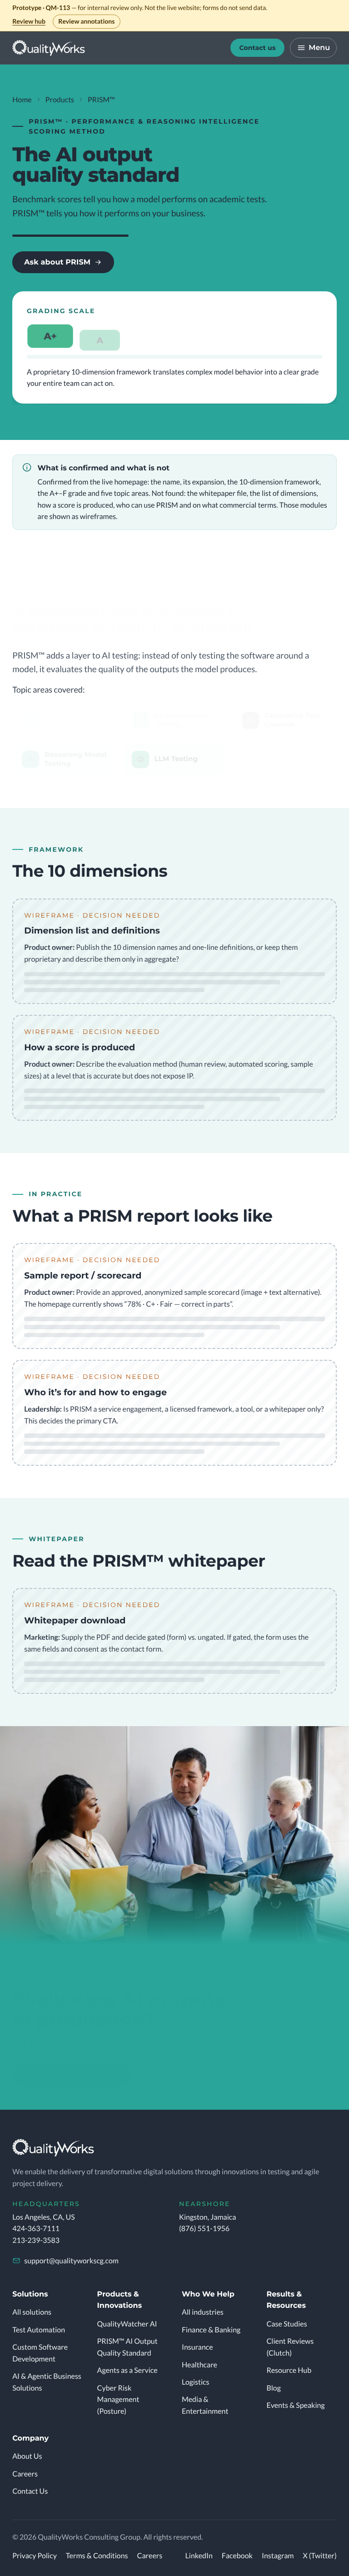 Prototype · QM-113 — for internal review only. Not the live website; forms do not send data.
Review hub
Review annotations
QualityWorks
Contact us
Menu
Home
Products
PRISM™
PRISM™ - PERFORMANCE & REASONING INTELLIGENCE
SCORING METHOD
The AI output
quality standard
Benchmark scores tell you how a model performs on academic tests.
PRISM™ tells you how it performs on your business.
Ask about PRISM
GRADING SCALE
A+
A
A proprietary 10-dimension framework translates complex model behavior into a clear grade
your entire team can act on.
What is confirmed and what is not
Confirmed from the live homepage: the name, its expansion, the 10-dimension framework,
the A+–F grade and five topic areas. Not found: the whitepaper file, the list of dimensions,
how a score is produced, who can use PRISM and on what commercial terms. Those modules
are shown as wireframes.
PRISM™ adds a layer to AI testing: instead of only testing the software around a
model, it evaluates the quality of the outputs the model produces.
Topic areas covered:
LLM Testing
FRAMEWORK
The 10 dimensions
WIREFRAME · DECISION NEEDED
Dimension list and definitions
Product owner: Publish the 10 dimension names and one-line definitions, or keep them
proprietary and describe them only in aggregate?
WIREFRAME · DECISION NEEDED
How a score is produced
Product owner: Describe the evaluation method (human review, automated scoring, sample
sizes) at a level that is accurate but does not expose IP.
IN PRACTICE
What a PRISM report looks like
WIREFRAME · DECISION NEEDED
Sample report / scorecard
Product owner: Provide an approved, anonymized sample scorecard (image + text alternative).
The homepage currently shows “78% · C+ · Fair — correct in parts”.
WIREFRAME · DECISION NEEDED
Who it’s for and how to engage
Leadership: Is PRISM a service engagement, a licensed framework, a tool, or a whitepaper only?
This decides the primary CTA.
WHITEPAPER
Read the PRISM™ whitepaper
WIREFRAME · DECISION NEEDED
Whitepaper download
Marketing: Supply the PDF and decide gated (form) vs. ungated. If gated, the form uses the
same fields and consent as the contact form.
QualityWorks
We enable the delivery of transformative digital solutions through innovations in testing and agile
project delivery.
HEADQUARTERS
Los Angeles, CA, US
424-363-7111
213-239-3583
NEARSHORE
Kingston, Jamaica
(876) 551-1956
support@qualityworkscg.com
Solutions
All solutions
Test Automation
Custom Software
Development
AI & Agentic Business
Solutions
Products &
Innovations
QualityWatcher AI
PRISM™ AI Output
Quality Standard
Agents as a Service
Cyber Risk
Management
(Posture)
Who We Help
All industries
Finance & Banking
Insurance
Healthcare
Logistics
Media &
Entertainment
Results &
Resources
Case Studies
Client Reviews
(Clutch)
Resource Hub
Blog
Events & Speaking
Company
About Us
Careers
Contact Us
© 2026 QualityWorks Consulting Group. All rights reserved.
Privacy Policy
Terms & Conditions
Careers
LinkedIn
Facebook
Instagram
X (Twitter)